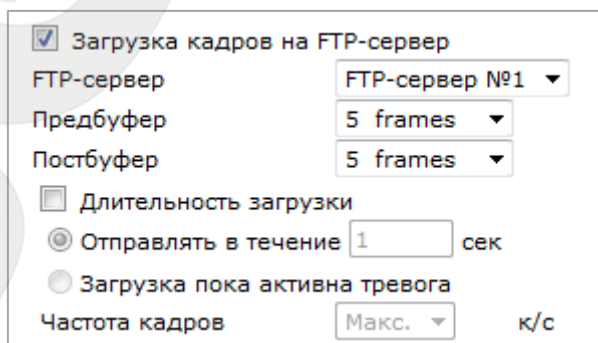 Загрузка кадров на FTP-сервер
FTP-сервер FTP-сервер №1
Предбуфер 5 frames
Постбуфер 5 frames
Длительность загрузки
Отправлять в течение 1 сек
Загрузка пока активна тревога
Частота кадров Макс. к/с